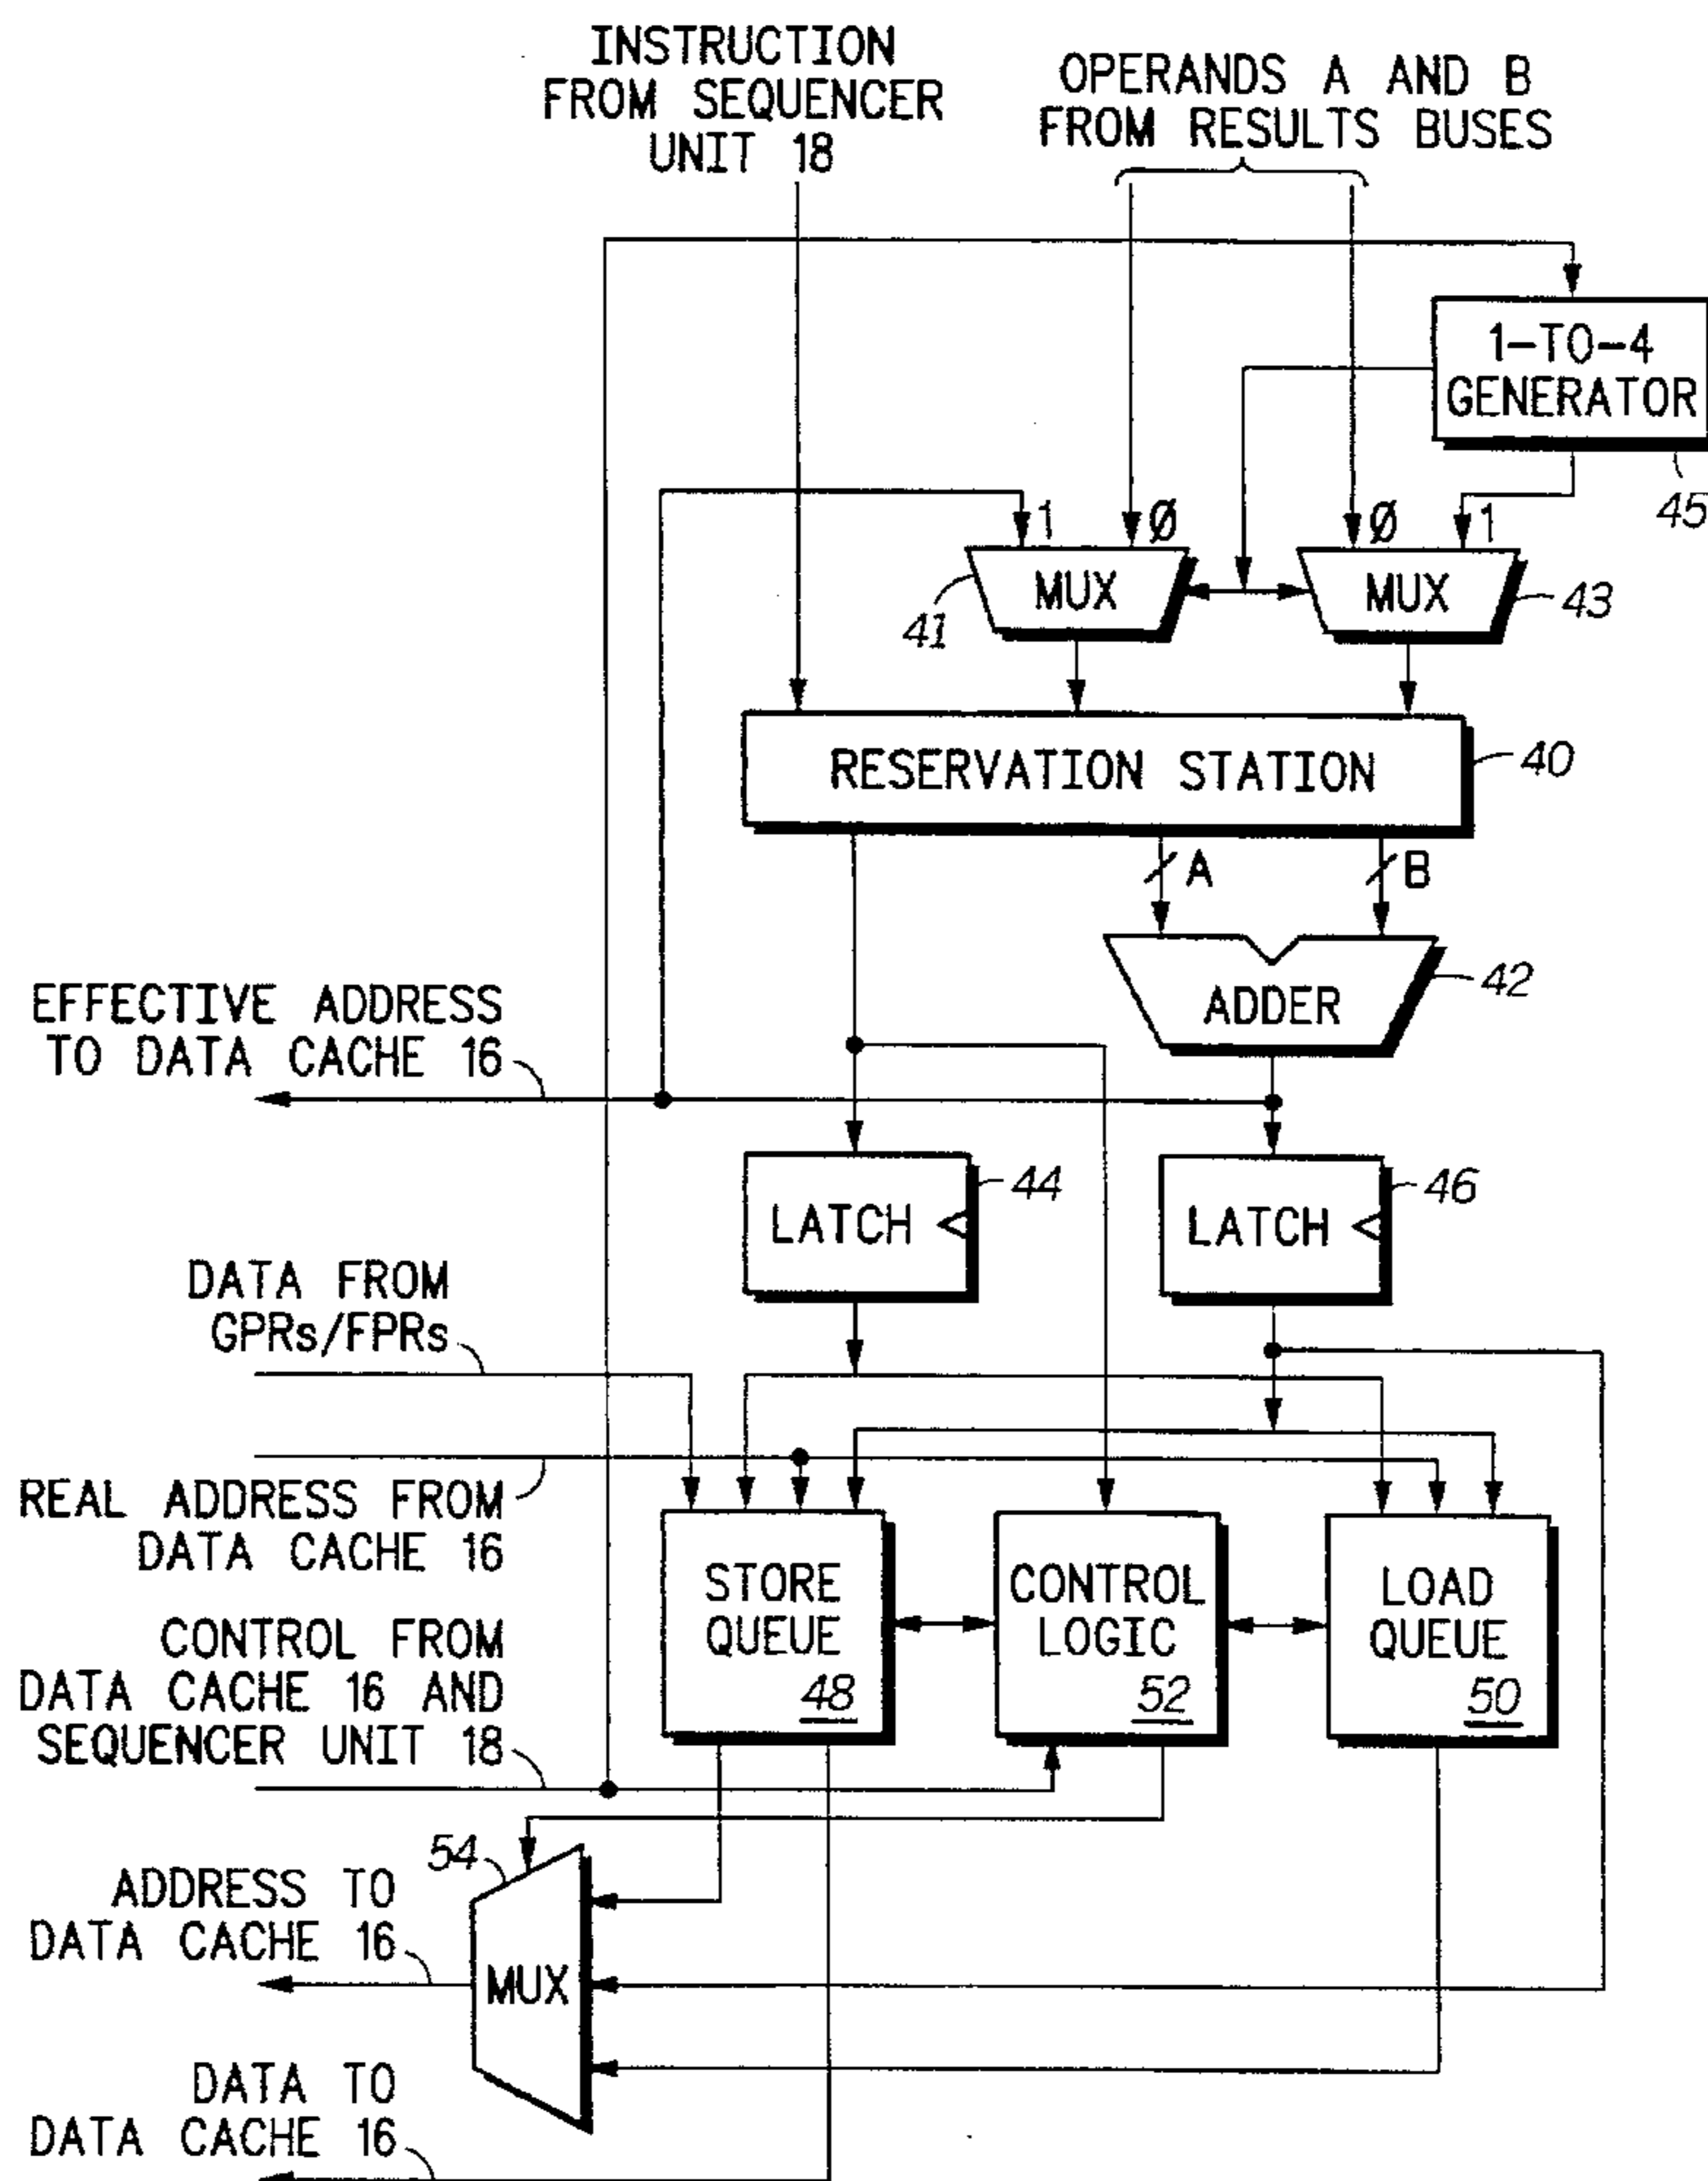 INSTRUCTION
FROM SEQUENCER
UNIT 18
OPERANDS A AND B
FROM RESULTS BUSES
1-TO-4
GENERATOR
45
1
Ø
Ø
1
MUX
41
MUX
43
RESERVATION STATION
40
A
B
ADDER
42
EFFECTIVE ADDRESS
TO DATA CACHE 16
LATCH
44
LATCH
46
DATA FROM
GPRs/FPRs
REAL ADDRESS FROM
DATA CACHE 16
STORE
QUEUE
48
CONTROL
LOGIC
52
LOAD
QUEUE
50
CONTROL FROM
DATA CACHE 16 AND
SEQUENCER UNIT 18
54
MUX
ADDRESS TO
DATA CACHE 16
DATA TO
DATA CACHE 16